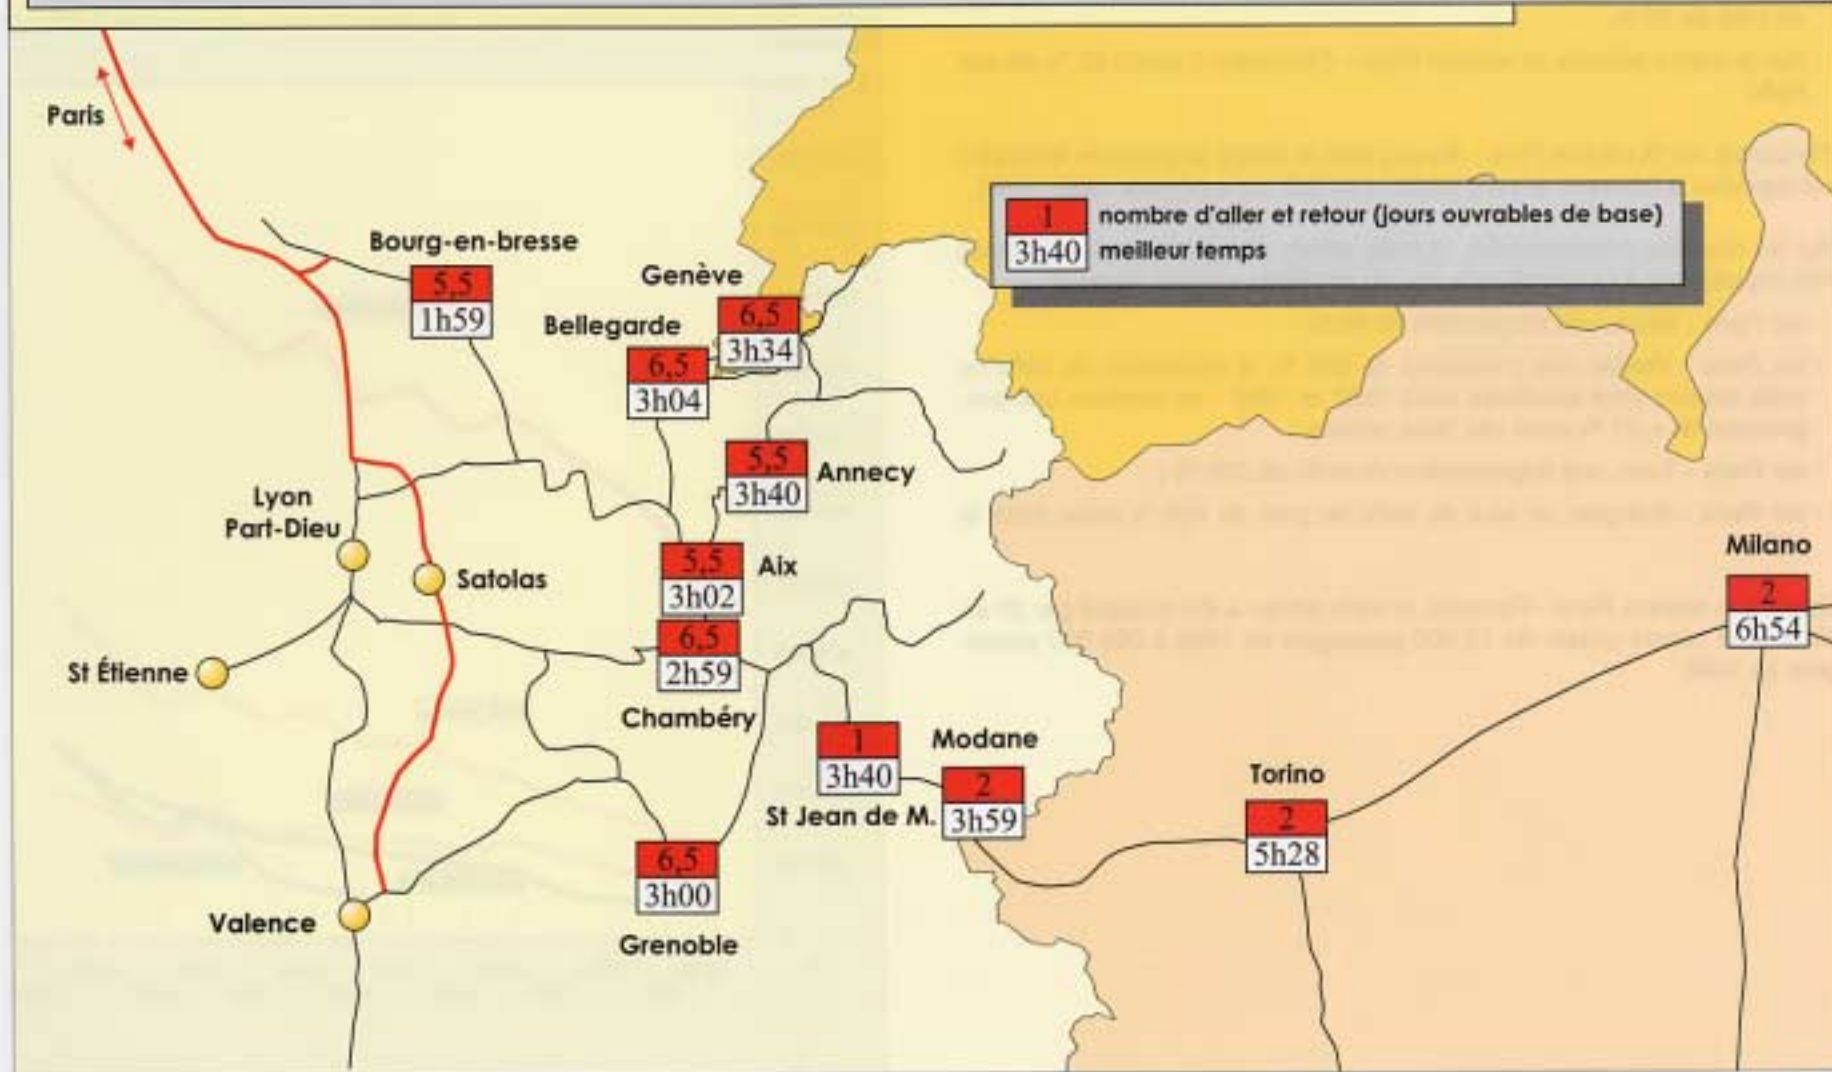 Paris
Bourg-en-bresse
5,5
1h59
Genève
6,5
3h34
Bellegarde
6,5
3h04
1 nombre d'aller et retour (jours ouvrables de base)
3h40 meilleur temps
5,5
3h40
Annecy
Lyon
Part-Dieu
Satolas
5,5
3h02
Aix
Milano
2
6h54
St Étienne
6,5
2h59
Chambéry
1
3h40
St Jean de M.
Modane
2
3h59
Torino
2
5h28
6,5
3h00
Grenoble
Valence